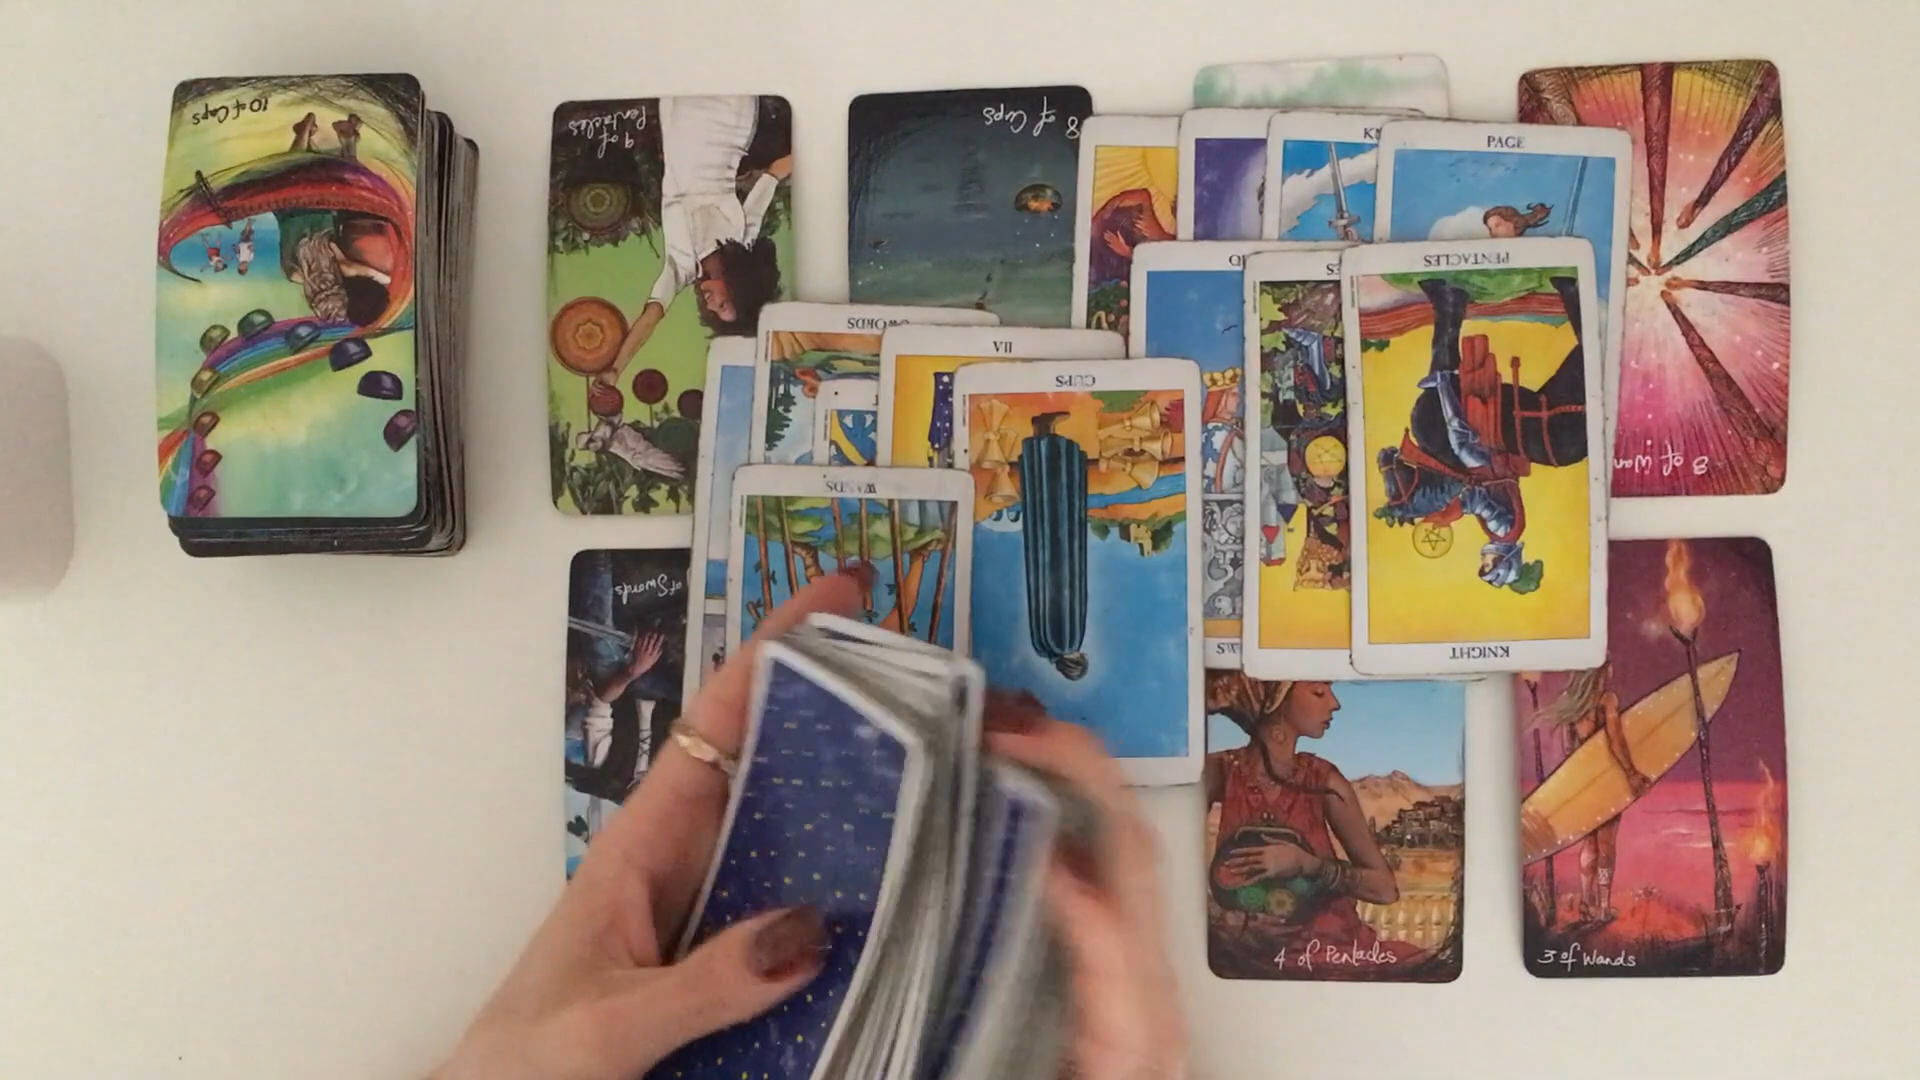 10 of Cups
9 of
Pentacles
8 of Cups
PAGE
PENTACLES
SWORDS
VII
CUPS
8 of Wan
WANDS
of Swords
KNIGHT
4 of Pentacles
3 of Wands